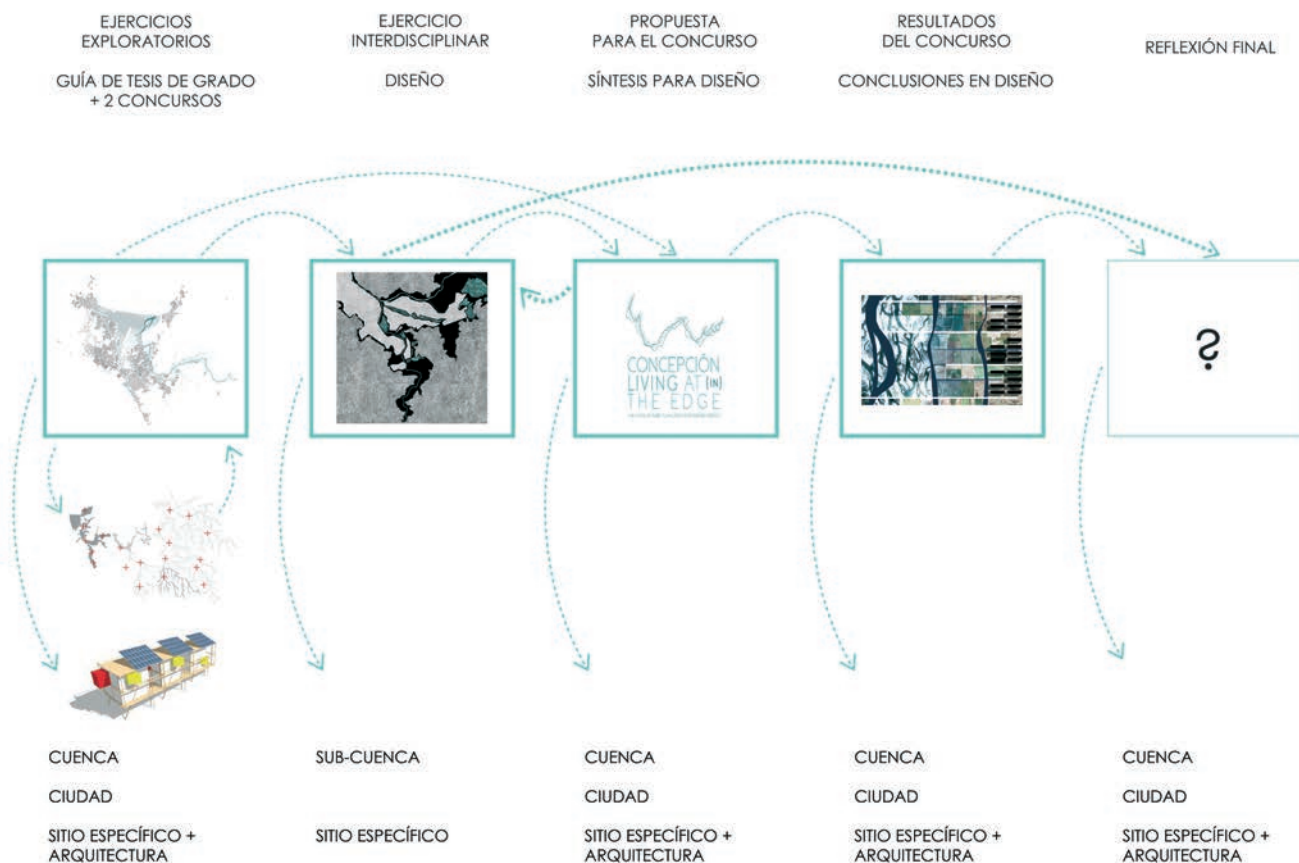 EJERCICIOS
EXPLORATORIOS
GUÍA DE TESIS DE GRADO
+ 2 CONCURSOS
EJERCICIO
INTERDISCIPLINAR
DISEÑO
PROPUESTA
PARA EL CONCURSO
SÍNTESIS PARA DISEÑO
RESULTADOS
DEL CONCURSO
CONCLUSIONES EN DISEÑO
REFLEXIÓN FINAL
CONCEPCIÓN
LIVING AT (IN)
THE EDGE
?
CUENCA
CIUDAD
SITIO ESPECÍFICO +
ARQUITECTURA
SUB-CUENCA
SITIO ESPECÍFICO
CUENCA
CIUDAD
SITIO ESPECÍFICO +
ARQUITECTURA
CUENCA
CIUDAD
SITIO ESPECÍFICO +
ARQUITECTURA
CUENCA
CIUDAD
SITIO ESPECÍFICO +
ARQUITECTURA